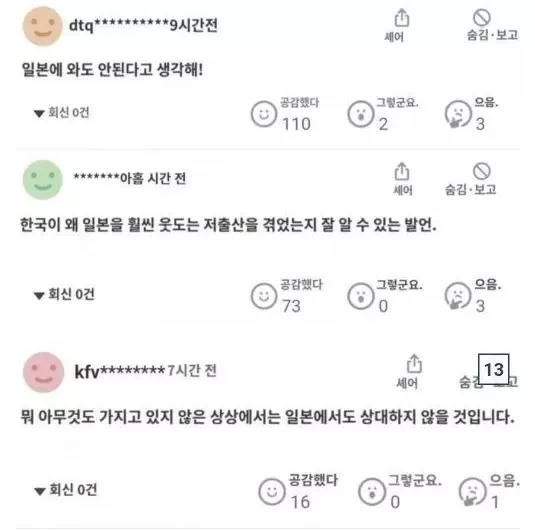 dtq**********9시간전
셰어
숨김·보고
일본에 와도 안된다고 생각해!
▼ 회신 0건
공감했다 110
그렇군요. 2
으음. 3
*******아홉 시간 전
셰어
숨김·보고
한국이 왜 일본을 훨씬 웃도는 저출산을 겪었는지 잘 알 수 있는 발언.
▼ 회신 0건
공감했다 73
그렇군요. 0
으음. 3
kfv******** 7시간 전
셰어
13
뭐 아무것도 가지고 있지 않은 상상에서는 일본에서도 상대하지 않을 것입니다.
▼ 회신 0건
공감했다 16
그렇군요. 0
으음. 1